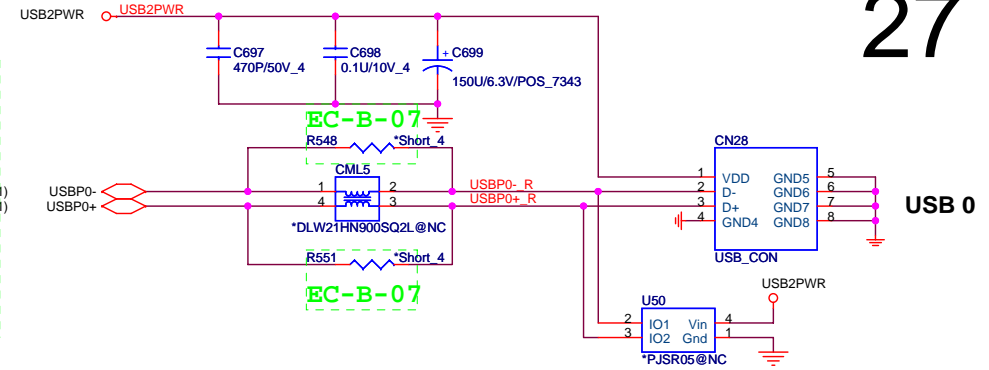 27
USB2PWR
USB2PWR
C697
470P/50V_4
C698
0.1U/10V_4
+
C699
150U/6.3V/POS_7343
EC-B-07
R548
*Short_4
CML5
1)
USBP0-
1)
USBP0+
1
2
4
3
USBP0-_R
USBP0+_R
*DLW21HN900SQ2L@NC
R551
*Short_4
EC-B-07
CN28
1
VDD
GND5
5
2
D-
GND6
6
3
D+
GND7
7
4
GND4
GND8
8
USB_CON
USB 0
USB2PWR
U50
2
IO1
Vin
4
3
IO2
Gnd
1
*PJSR05@NC